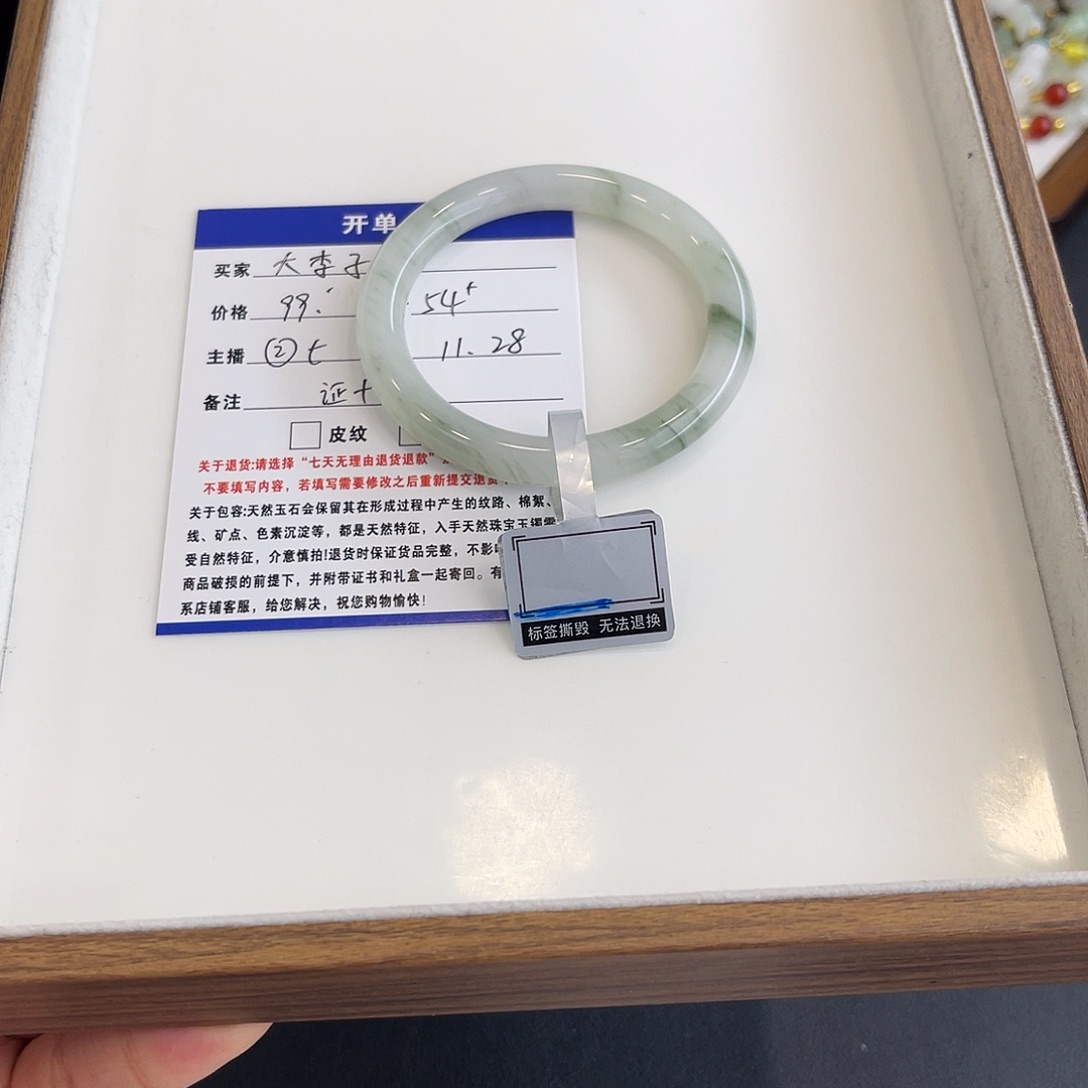 开单
买家 大李子
价格 99. 54+
主播 ② t 11.28
备注 证+
皮纹
关于退货:请选择“七天无理由退货退款”
不要填写内容，若填写需要修改之后重新提交退货
关于包容:天然玉石会保留其在形成过程中产生的纹路、棉絮、
线、矿点、色素沉淀等，都是天然特征，入手天然珠宝玉镯需
受自然特征，介意慎拍!退货时保证货品完整，不影
商品破损的前提下，并附带证书和礼盒一起寄回。有
系店铺客服，给您解决，祝您购物愉快!
标签撕毁 无法退换